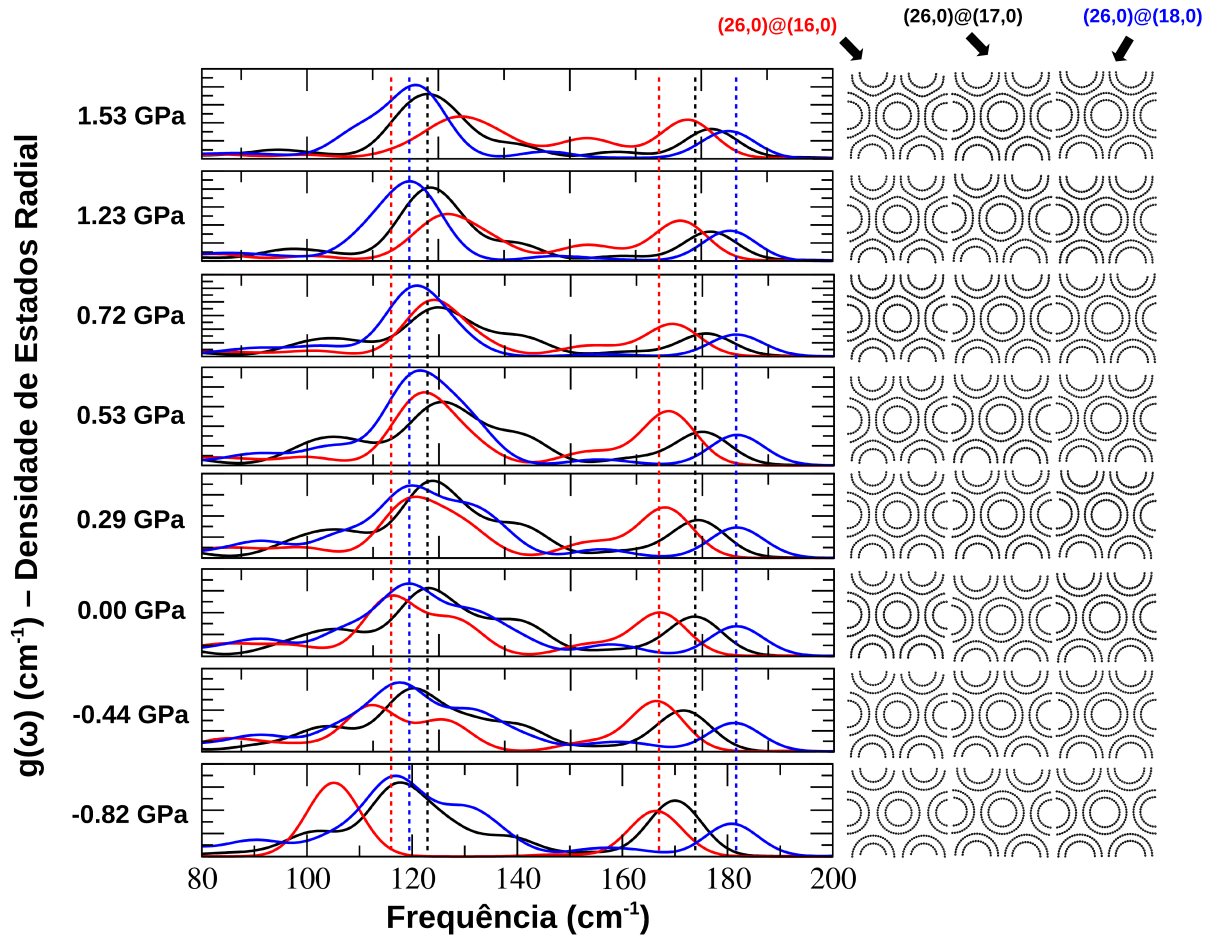 (26,0)@(16,0)
(26,0)@(17,0)
(26,0)@(18,0)
g(ω) (cm⁻¹) – Densidade de Estados Radial
1.53 GPa
1.23 GPa
0.72 GPa
0.53 GPa
0.29 GPa
0.00 GPa
-0.44 GPa
-0.82 GPa
80 100 120 140 160 180 200
Frequência (cm⁻¹)